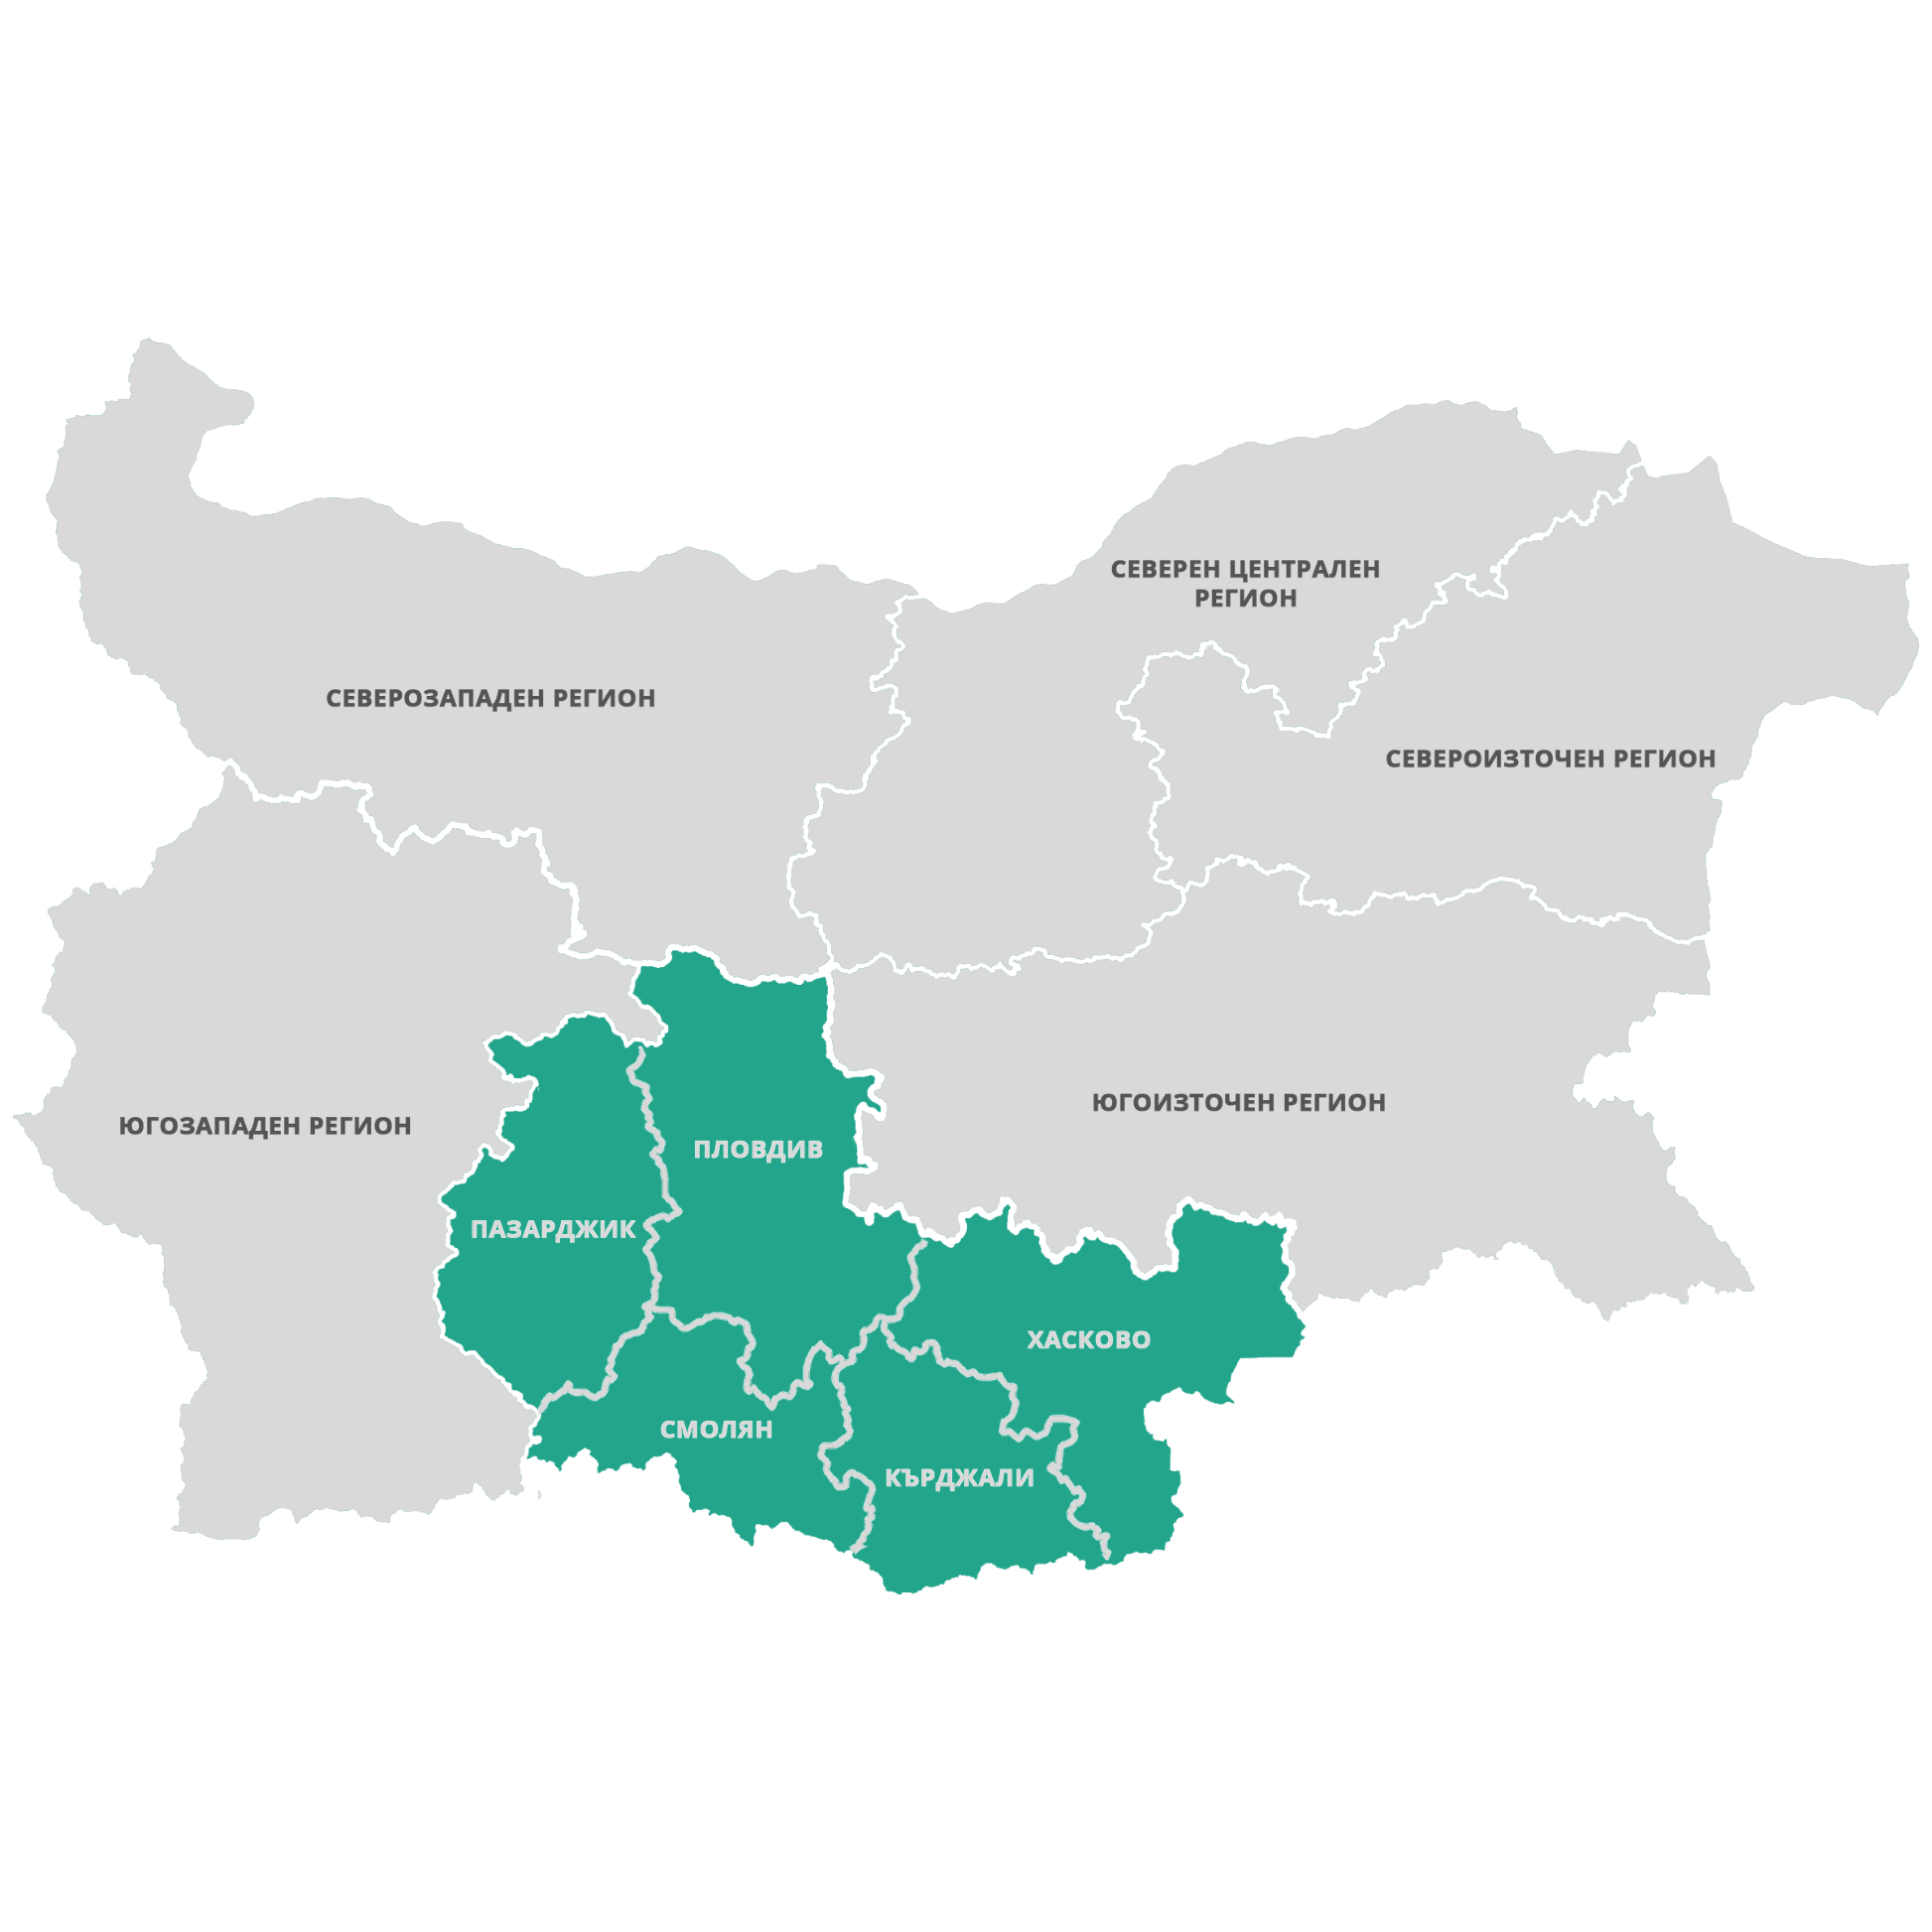 СЕВЕРЕН ЦЕНТРАЛЕН
РЕГИОН
СЕВЕРОЗАПАДЕН РЕГИОН
СЕВЕРОИЗТОЧЕН РЕГИОН
ЮГОИЗТОЧЕН РЕГИОН
ЮГОЗАПАДЕН РЕГИОН
ПЛОВДИВ
ПАЗАРДЖИК
ХАСКОВО
СМОЛЯН
КЪРДЖАЛИ